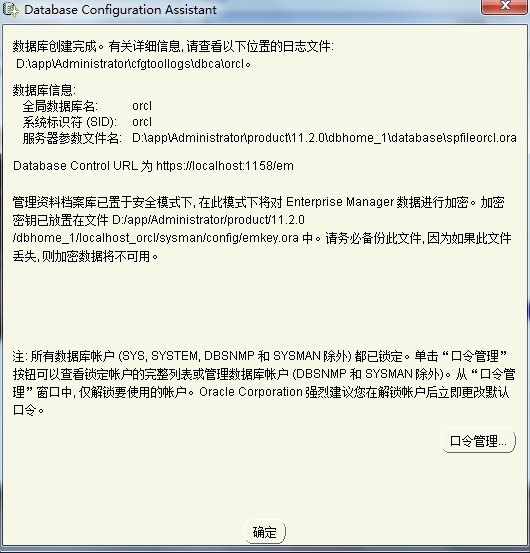 Database Configuration Assistant
数据库创建完成。有关详细信息, 请查看以下位置的日志文件:
D:\app\Administrator\cfgtoollogs\dbca\orcl。
数据库信息:
全局数据库名: orcl
系统标识符 (SID): orcl
服务器参数文件名: D:\app\Administrator\product\11.2.0\dbhome_1\database\spfileorcl.ora
Database Control URL 为 https://localhost:1158/em
管理资料档案库已置于安全模式下, 在此模式下将对 Enterprise Manager 数据进行加密。加密
密钥已放置在文件 D:/app/Administrator/product/11.2.0
/dbhome_1/localhost_orcl/sysman/config/emkey.ora 中。请务必备份此文件, 因为如果此文件
丢失, 则加密数据将不可用。
注: 所有数据库帐户 (SYS, SYSTEM, DBSNMP 和 SYSMAN 除外) 都已锁定。单击“口令管理”
按钮可以查看锁定帐户的完整列表或管理数据库帐户 (DBSNMP 和 SYSMAN 除外)。从“口令管
理”窗口中, 仅解锁要使用的帐户。Oracle Corporation 强烈建议您在解锁帐户后立即更改默认
口令。
口令管理...
确定